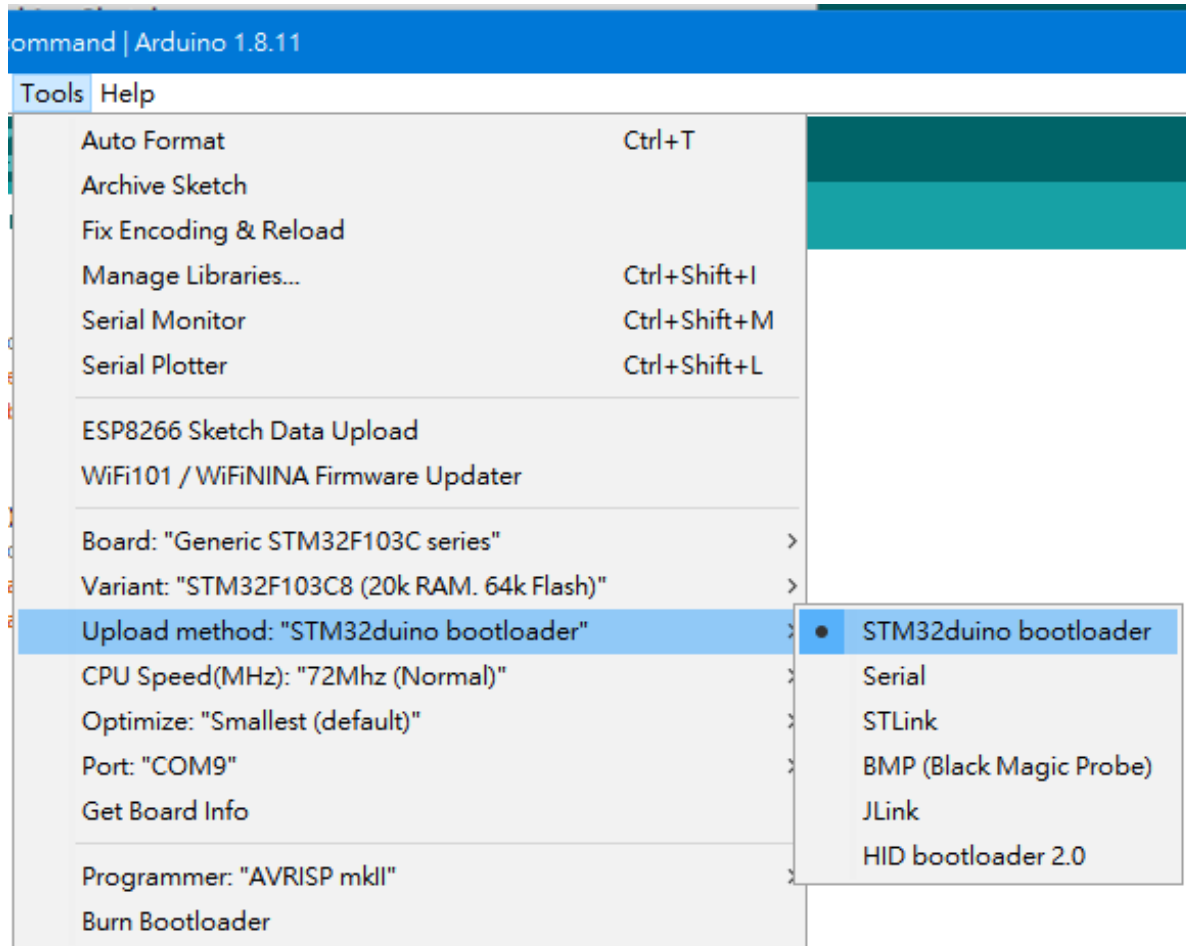 command | Arduino 1.8.11
Tools Help
Auto Format Ctrl+T
Archive Sketch
Fix Encoding & Reload
Manage Libraries... Ctrl+Shift+I
Serial Monitor Ctrl+Shift+M
Serial Plotter Ctrl+Shift+L
ESP8266 Sketch Data Upload
WiFi101 / WiFiNINA Firmware Updater
Board: "Generic STM32F103C series"
Variant: "STM32F103C8 (20k RAM. 64k Flash)"
Upload method: "STM32duino bootloader"
CPU Speed(MHz): "72Mhz (Normal)"
Optimize: "Smallest (default)"
Port: "COM9"
Get Board Info
Programmer: "AVRISP mkII"
Burn Bootloader
STM32duino bootloader
Serial
STLink
BMP (Black Magic Probe)
JLink
HID bootloader 2.0